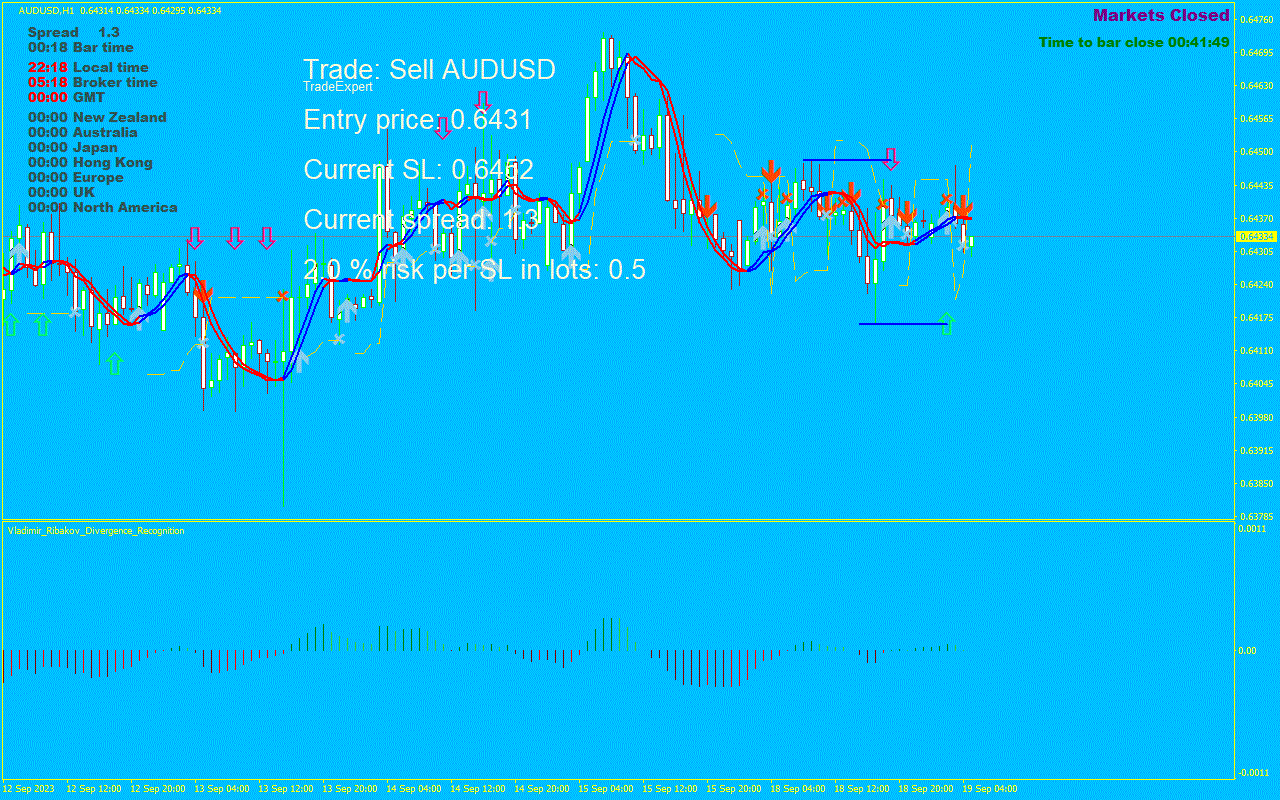 AUDUSD,H1 0.64314 0.64334 0.64295 0.64334
Markets Closed
Time to bar close 00:41:49
Spread 1.3
00:18 Bar time
22:18 Local time
05:18 Broker time
00:00 GMT
00:00 New Zealand
00:00 Australia
00:00 Japan
00:00 Hong Kong
00:00 Europe
00:00 UK
00:00 North America
Trade: Sell AUDUSD
TradeExpert
Entry price: 0.6431
Current SL: 0.6452
Current spread: 1.3
2.0 % risk per SL in lots: 0.5
0.64760
0.64695
0.64630
0.64565
0.64500
0.64435
0.64370
0.64334
0.64305
0.64240
0.64175
0.64110
0.64045
0.63980
0.63915
0.63850
0.63785
Vladimir_Ribakov_Divergence_Recognition
0.0011
0.00
-0.0011
12 Sep 2023
12 Sep 12:00
12 Sep 20:00
13 Sep 04:00
13 Sep 12:00
13 Sep 20:00
14 Sep 04:00
14 Sep 12:00
14 Sep 20:00
15 Sep 04:00
15 Sep 12:00
15 Sep 20:00
18 Sep 04:00
18 Sep 12:00
18 Sep 20:00
19 Sep 04:00